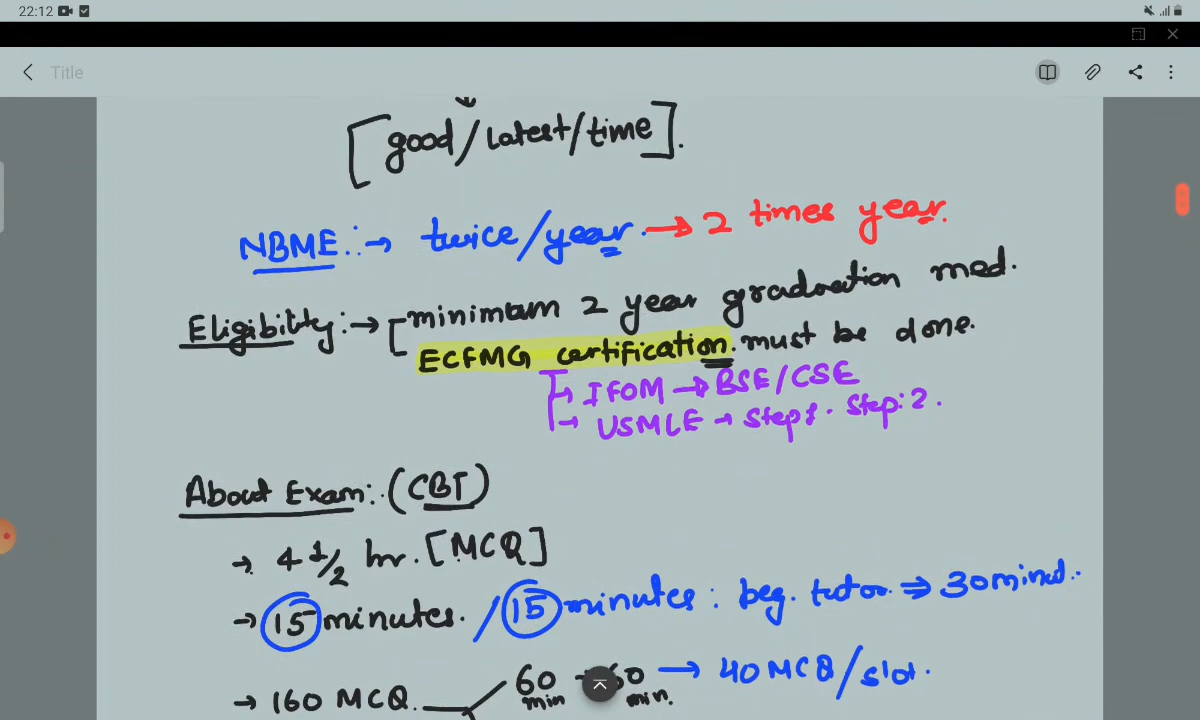 22:12
Title
[good/latest/time].
NBME :→ twice/year. → 2 times year.
Eligibility :→ [minimum 2 year graduation med.
ECFMG certification. must be done.
→ IFOM → BSE/CSE
→ USMLE → Step 1. Step: 2.
About Exam: (CBT)
→ 4 1/2 hr. [MCQ]
→ 15 minutes. / 15 minutes : beg. tutor. ⇒ 30 minut.
→ 160 MCQ. 60 min 60 min. → 40 MCQ/slot.